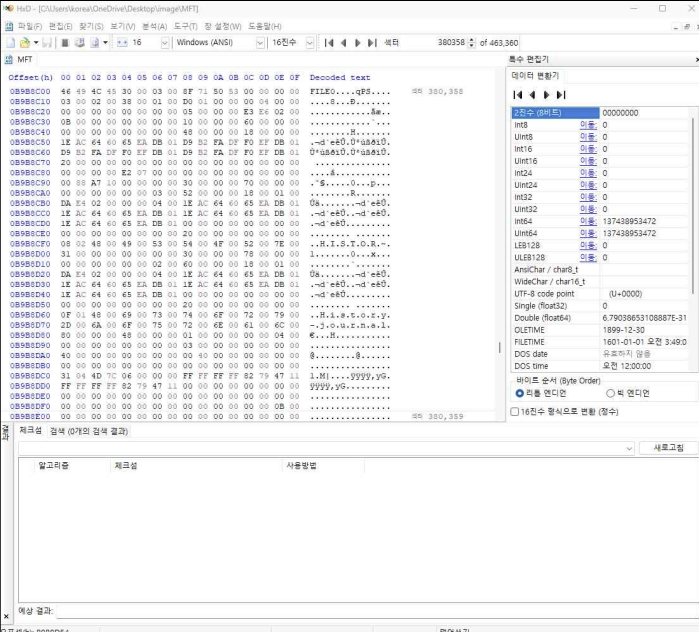 HxD - [C:\Users\korea\OneDrive\Desktop\image\MFT]
파일(F) 편집(E) 찾기(S) 보기(V) 분석(A) 도구(T) 창 설정(W) 도움말(H)
16 Windows (ANSI) 16진수 섹터 380358 of 463,360
MFT
특수 편집기
데이터 변환기
Offset(h) 00 01 02 03 04 05 06 07 08 09 0A 0B 0C 0D 0E 0F Decoded text
0B9B8C00 46 49 4C 45 30 00 03 00 8F 71 50 53 00 00 00 00 FILE0....qPS.... 섹터 380,358
0B9B8C10 03 00 02 00 38 00 01 00 D0 01 00 00 00 04 00 00
0B9B8C20 00 00 00 00 00 00 00 00 05 00 00 00 E3 E6 02 00
0B9B8C30 0B 00 00 00 00 00 00 00 10 00 00 00 60 00 00 00
0B9B8C40 00 00 00 00 00 00 00 00 48 00 00 00 18 00 00 00
0B9B8C50 1E AC 64 60 65 EA DB 01 D9 B2 FA DF F0 EF DB 01
0B9B8C60 D9 B2 FA DF F0 EF DB 01 D9 B2 FA DF F0 EF DB 01
0B9B8C70 20 00 00 00 00 00 00 00 00 00 00 00 00 00 00 00
0B9B8C80 00 00 00 00 E2 07 00 00 00 00 00 00 00 00 00 00
0B9B8C90 00 88 A7 10 00 00 00 00 30 00 00 00 70 00 00 00
0B9B8CA0 00 00 00 00 00 00 03 00 52 00 00 00 18 00 01 00
0B9B8CB0 DA E4 02 00 00 00 04 00 1E AC 64 60 65 EA DB 01
0B9B8CC0 1E AC 64 60 65 EA DB 01 1E AC 64 60 65 EA DB 01
0B9B8CD0 1E AC 64 60 65 EA DB 01 00 00 00 00 00 00 00 00
0B9B8CE0 00 00 00 00 00 00 00 00 20 00 00 00 00 00 00 00
0B9B8CF0 08 02 48 00 49 00 53 00 54 00 4F 00 52 00 7E 00 ..H.I.S.T.O.R.~.
0B9B8D00 31 00 00 00 00 00 00 00 30 00 00 00 78 00 00 00 1.......0...x...
0B9B8D10 00 00 00 00 00 00 02 00 60 00 00 00 18 00 01 00
0B9B8D20 DA E4 02 00 00 00 04 00 1E AC 64 60 65 EA DB 01
0B9B8D30 1E AC 64 60 65 EA DB 01 1E AC 64 60 65 EA DB 01
0B9B8D40 1E AC 64 60 65 EA DB 01 00 00 00 00 00 00 00 00
0B9B8D50 00 00 00 00 00 00 00 00 20 00 00 00 00 00 00 00
0B9B8D60 0F 01 48 00 69 00 73 00 74 00 6F 00 72 00 79 00 ..H.i.s.t.o.r.y.
0B9B8D70 2D 00 6A 00 6F 00 75 00 72 00 6E 00 61 00 6C 00 -.j.o.u.r.n.a.l.
0B9B8D80 80 00 00 00 48 00 00 00 01 00 00 00 00 00 04 00 €...H...........
0B9B8D90 00 00 00 00 00 00 00 00 03 00 00 00 00 00 00 00
0B9B8DA0 40 00 00 00 00 00 00 00 00 40 00 00 00 00 00 00 @........@......
0B9B8DB0 00 00 00 00 00 00 00 00 00 00 00 00 00 00 00 00
0B9B8DC0 31 04 4D 7C 06 00 00 00 FF FF FF FF 82 79 47 11
0B9B8DD0 FF FF FF FF 82 79 47 11 00 00 00 00 00 00 00 00
0B9B8DE0 00 00 00 00 00 00 00 00 00 00 00 00 00 00 00 00
0B9B8DF0 00 00 00 00 00 00 00 00 00 00 00 00 00 00 0B 00
0B9B8E00 00 00 00 00 00 00 00 00 00 00 00 00 00 00 00 00 ................ 섹터 380,359
2진수 (8비트) 00000000
Int8 이동: 0
UInt8 이동: 0
Int16 이동: 0
UInt16 이동: 0
Int24 이동: 0
UInt24 이동: 0
Int32 이동: 0
UInt32 이동: 0
Int64 이동: 137438953472
UInt64 이동: 137438953472
LEB128 이동: 0
ULEB128 이동: 0
AnsiChar / char8_t
WideChar / char16_t
UTF-8 code point (U+0000)
Single (float32) 0
Double (float64) 6.79038653108887E-31
OLETIME 1899-12-30
FILETIME 1601-01-01 오전 3:49:0
DOS date 유효하지 않음
DOS time 오전 12:00:00
바이트 순서 (Byte Order)
리틀 엔디언 빅 엔디언
16진수 형식으로 변환 (정수)
결과
체크섬 검색 (0개의 검색 결과)
새로고침
알고리즘 체크섬 사용방법
예상 결과: